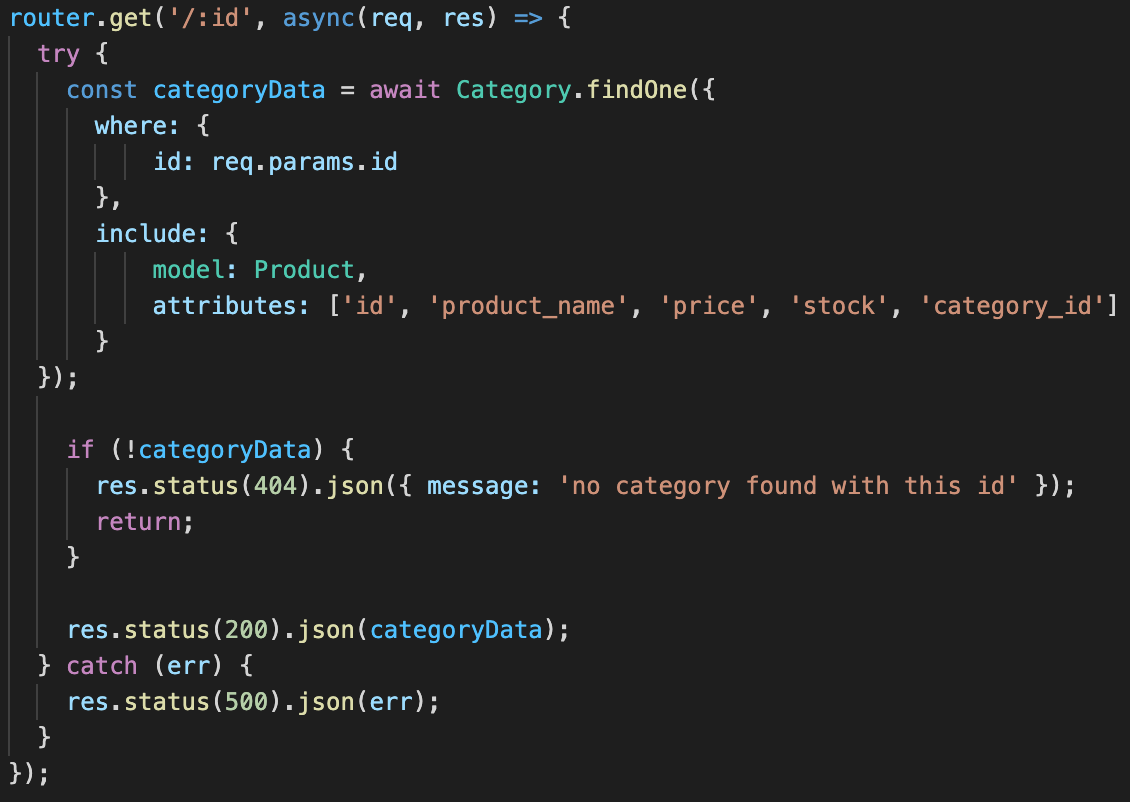 router.get('/:id', async(req, res) => {
  try {
    const categoryData = await Category.findOne({
      where: {
          id: req.params.id
      },
      include: {
          model: Product,
          attributes: ['id', 'product_name', 'price', 'stock', 'category_id']
      }
  });

    if (!categoryData) {
      res.status(404).json({ message: 'no category found with this id' });
      return;
    }

    res.status(200).json(categoryData);
  } catch (err) {
    res.status(500).json(err);
  }
});